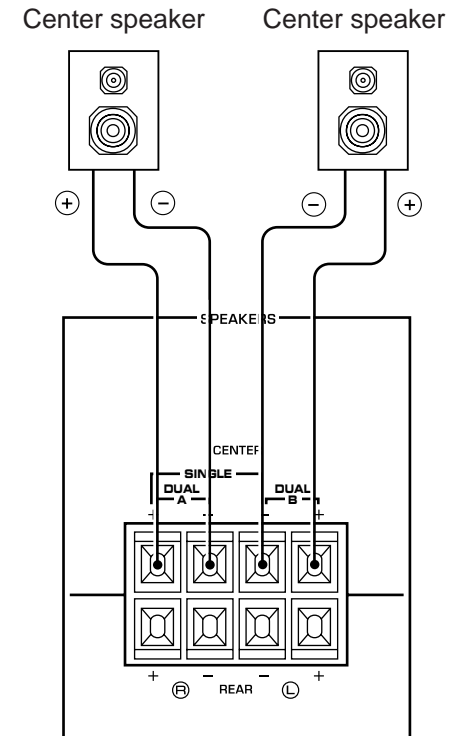 Center speaker Center speaker
+ − − +
SPEAKERS
CENTER
SINGLE
DUAL DUAL
A B
+ − − +
+ − − +
R REAR L